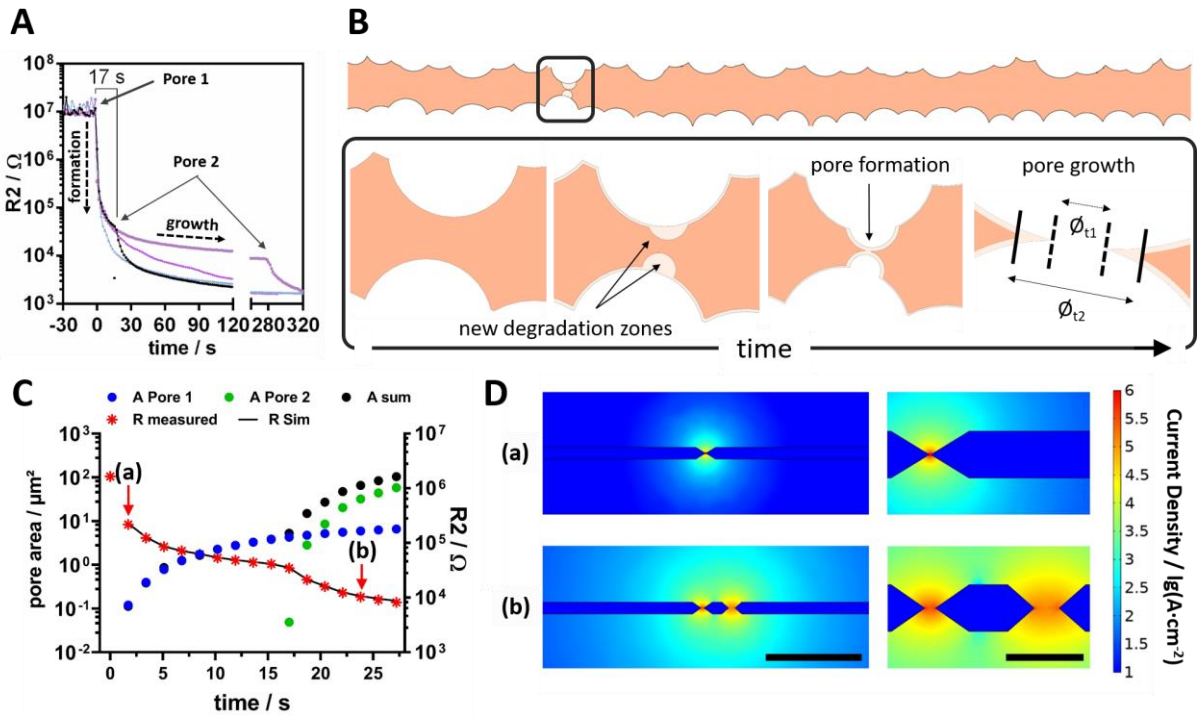 A
R2 / Ω
10⁸
10⁷
10⁶
10⁵
10⁴
10³
17 s
Pore 1
Pore 2
formation
growth
-30 0 30 60 90 120 280 320
time / s
B
pore formation
pore growth
Øt1
Øt2
new degradation zones
time
C
A Pore 1 A Pore 2 A sum
R measured R Sim
pore area / µm²
10³
10²
10¹
10⁰
10⁻¹
10⁻²
(a)
(b)
10⁷
10⁶
10⁵
10⁴
10³
R2 / Ω
0 5 10 15 20 25
time / s
D
(a)
(b)
6
5.5
5
4.5
4
3.5
3
2.5
2
1.5
1
Current Density / lg(A·cm⁻²)